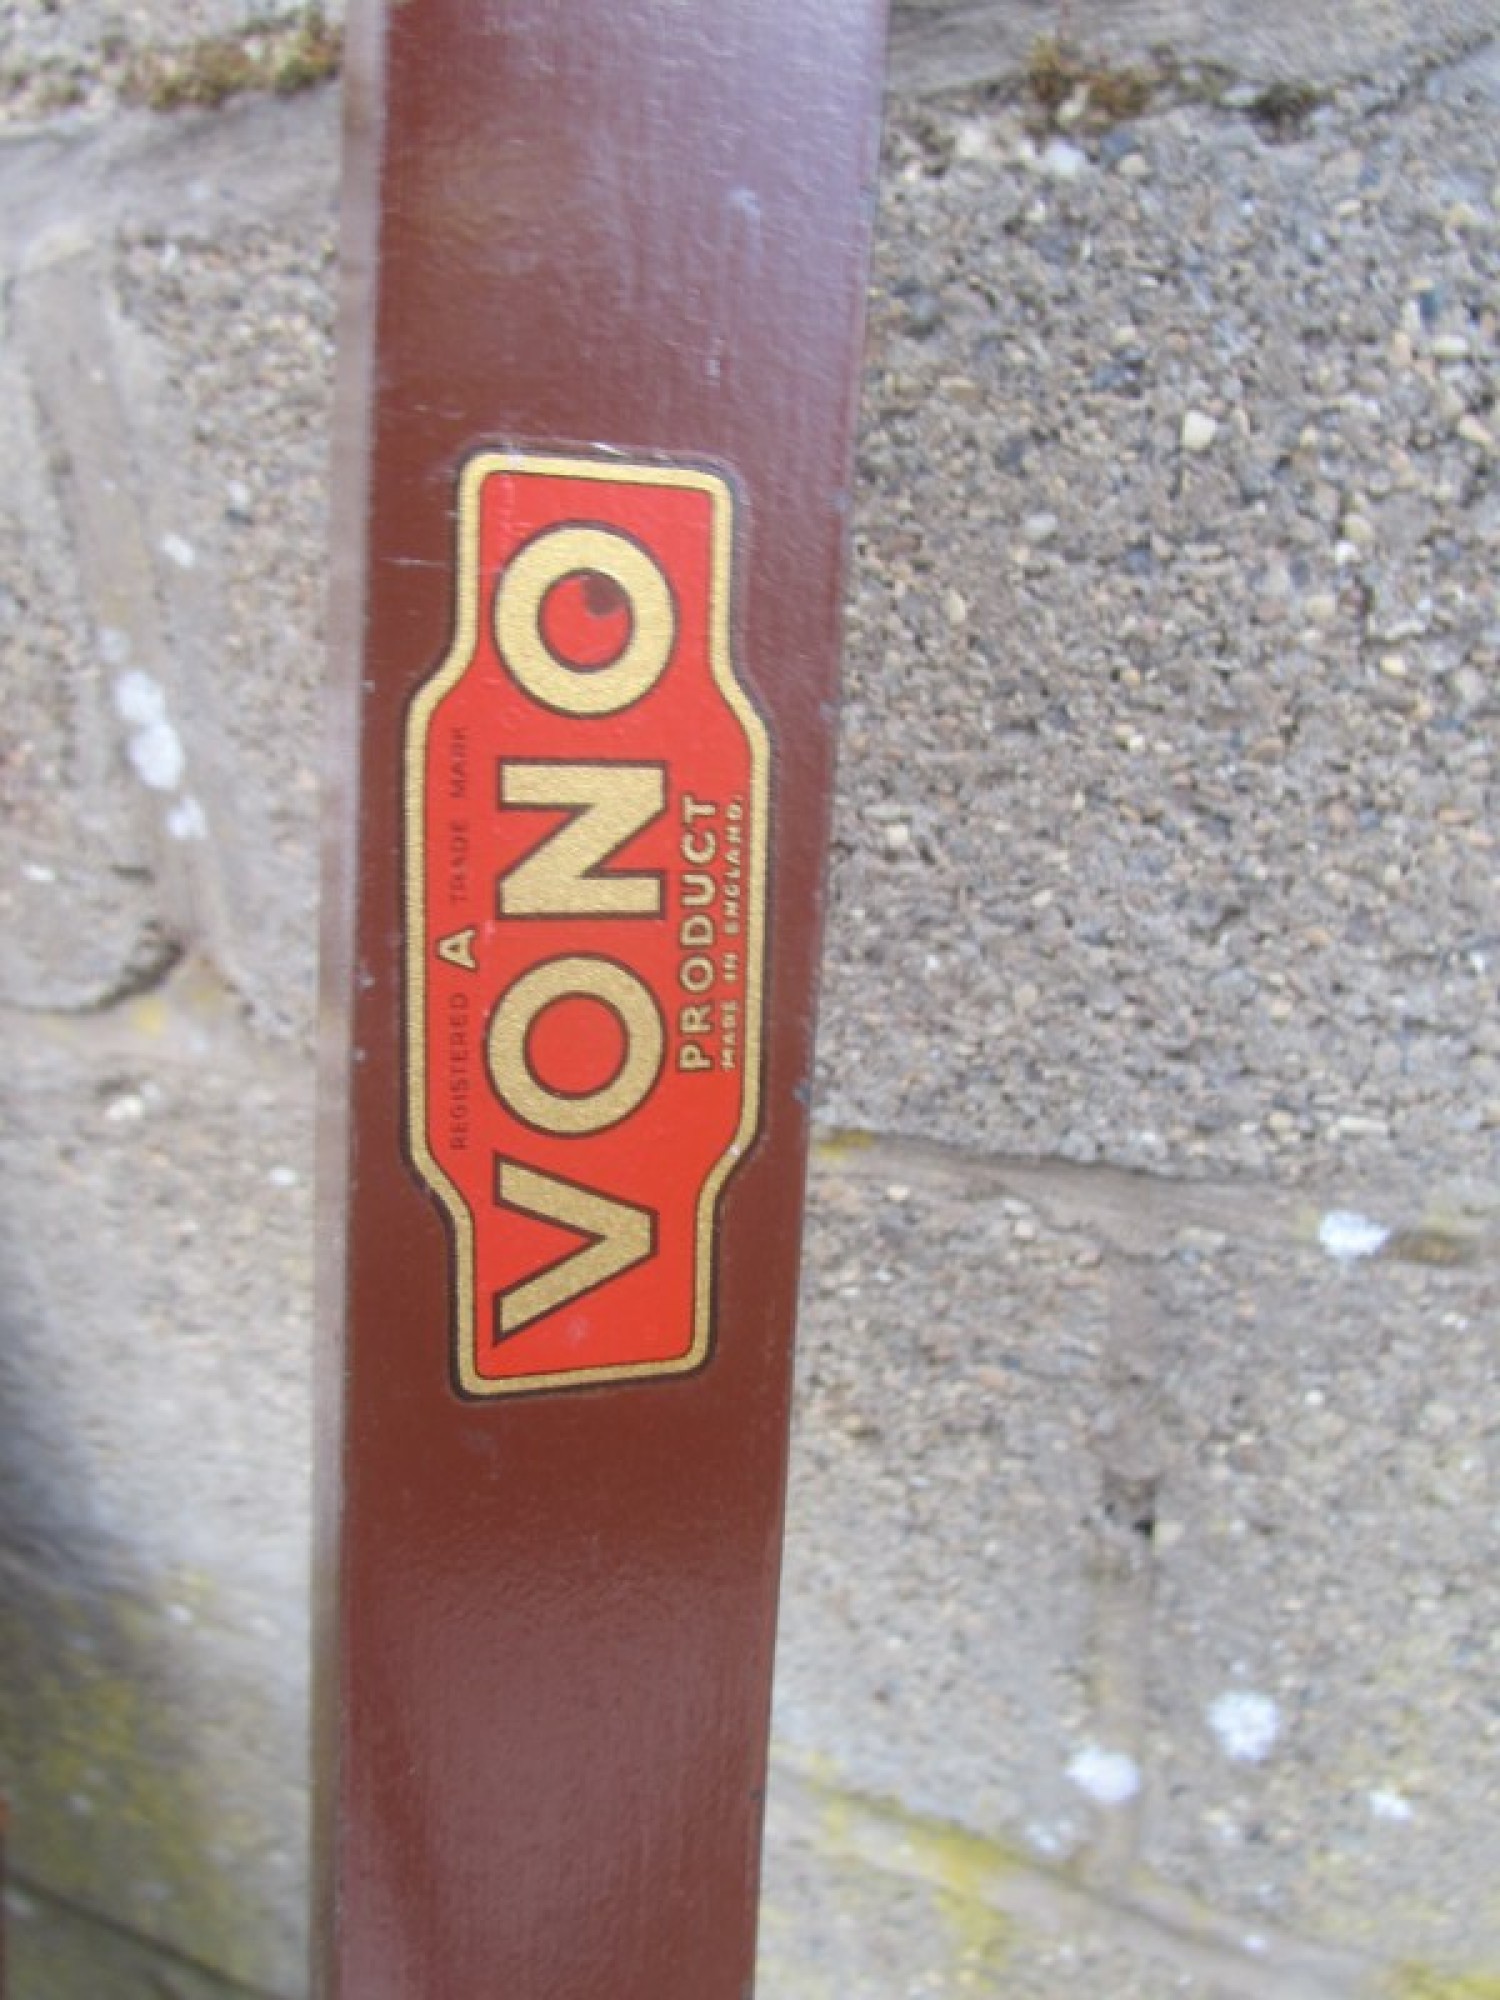 REGISTERED A TRADE MARK
VONO
PRODUCT
MADE IN ENGLAND.